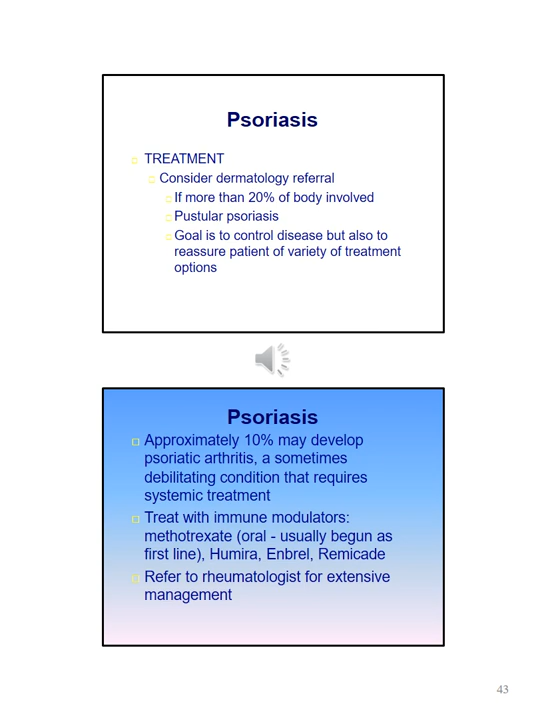 Psoriasis
TREATMENT
Consider dermatology referral
If more than 20% of body involved
Pustular psoriasis
Goal is to control disease but also to
reassure patient of variety of treatment
options
Psoriasis
Approximately 10% may develop
psoriatic arthritis, a sometimes
debilitating condition that requires
systemic treatment
Treat with immune modulators:
methotrexate (oral - usually begun as
first line), Humira, Enbrel, Remicade
Refer to rheumatologist for extensive
management
43